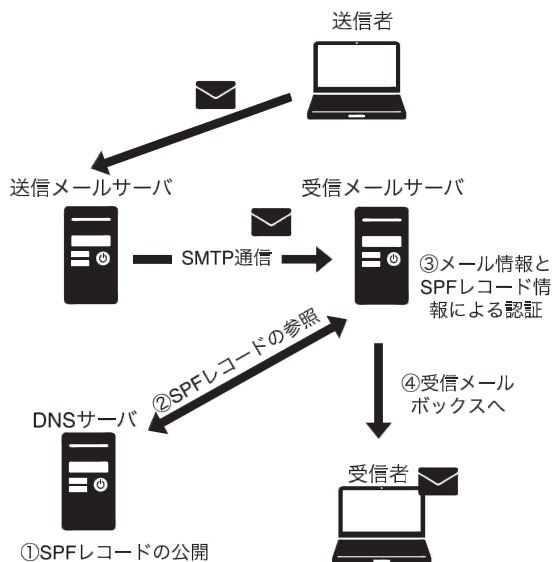 送信者
送信メールサーバ
受信メールサーバ
SMTP通信
③メール情報と
SPFレコード情
報による認証
②SPFレコードの参照
④受信メール
ボックスへ
DNSサーバ
受信者
①SPFレコードの公開